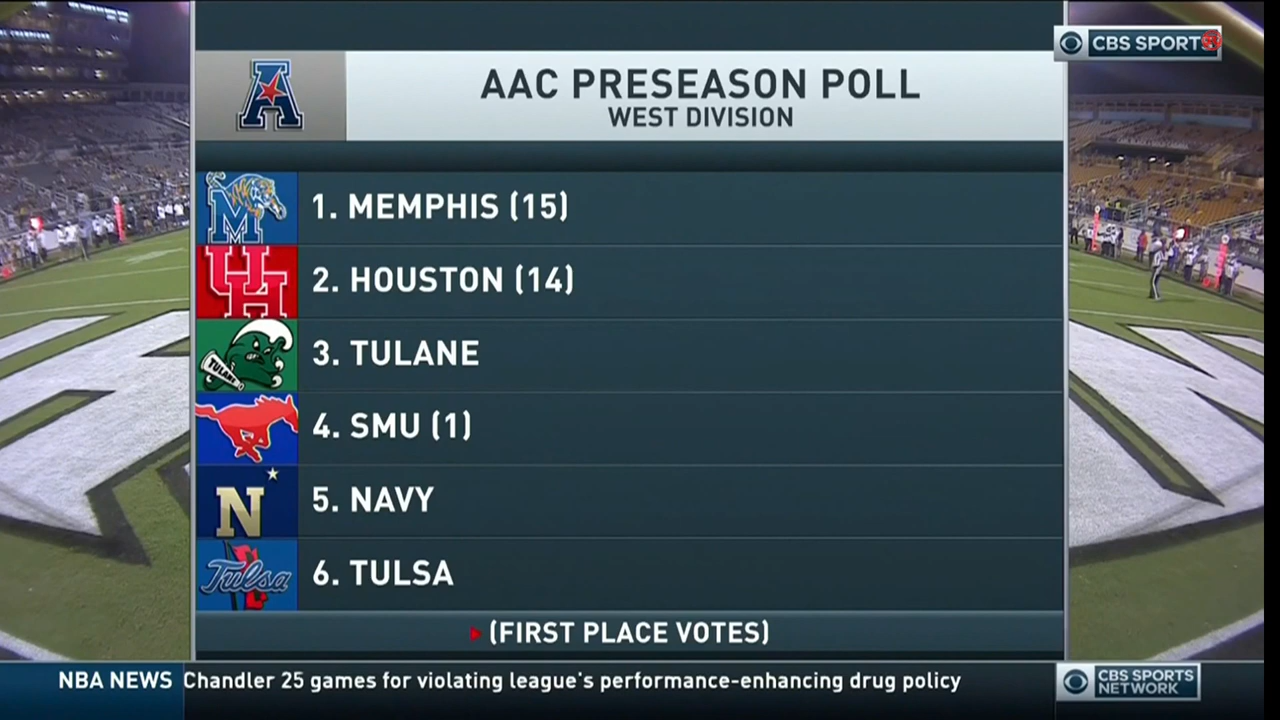 CBS SPORTS
AAC PRESEASON POLL
WEST DIVISION
1. MEMPHIS (15)
2. HOUSTON (14)
TULANE
3. TULANE
4. SMU (1)
N
5. NAVY
Tulsa
6. TULSA
(FIRST PLACE VOTES)
NBA NEWS Chandler 25 games for violating league's performance-enhancing drug policy
CBS SPORTS
NETWORK